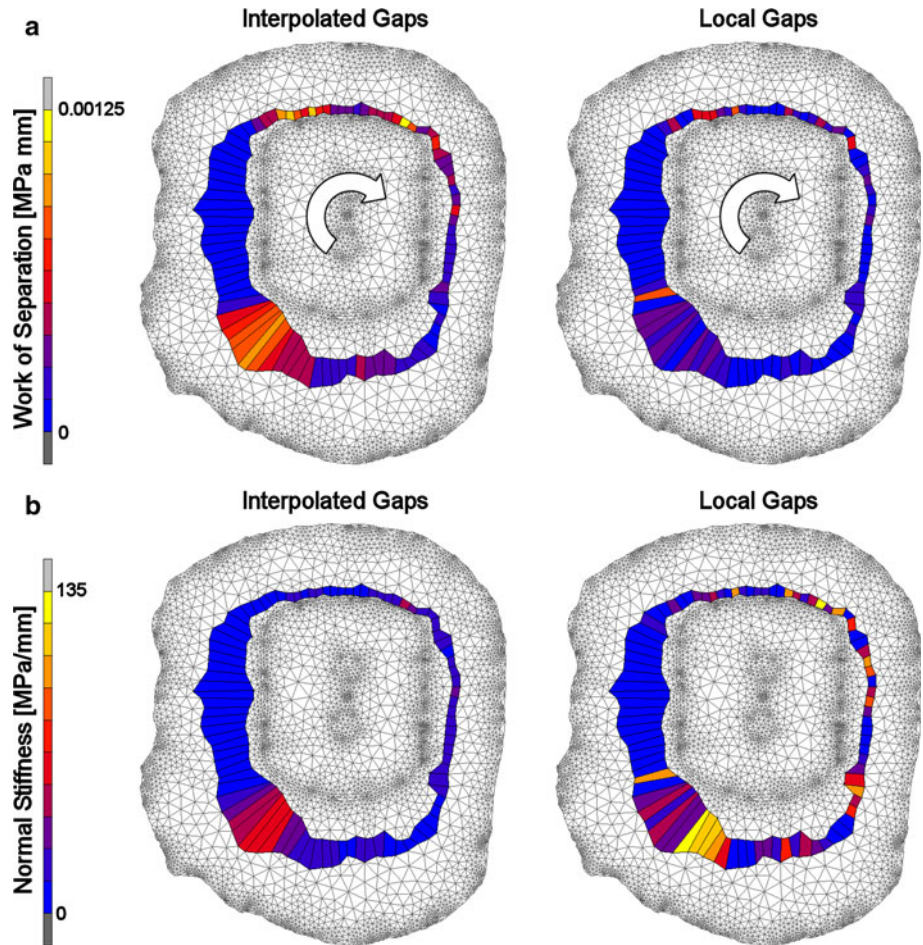 a
Interpolated Gaps
Local Gaps
Work of Separation [MPa mm]
0.00125
0
b
Interpolated Gaps
Local Gaps
Normal Stiffness [MPa/mm]
135
0